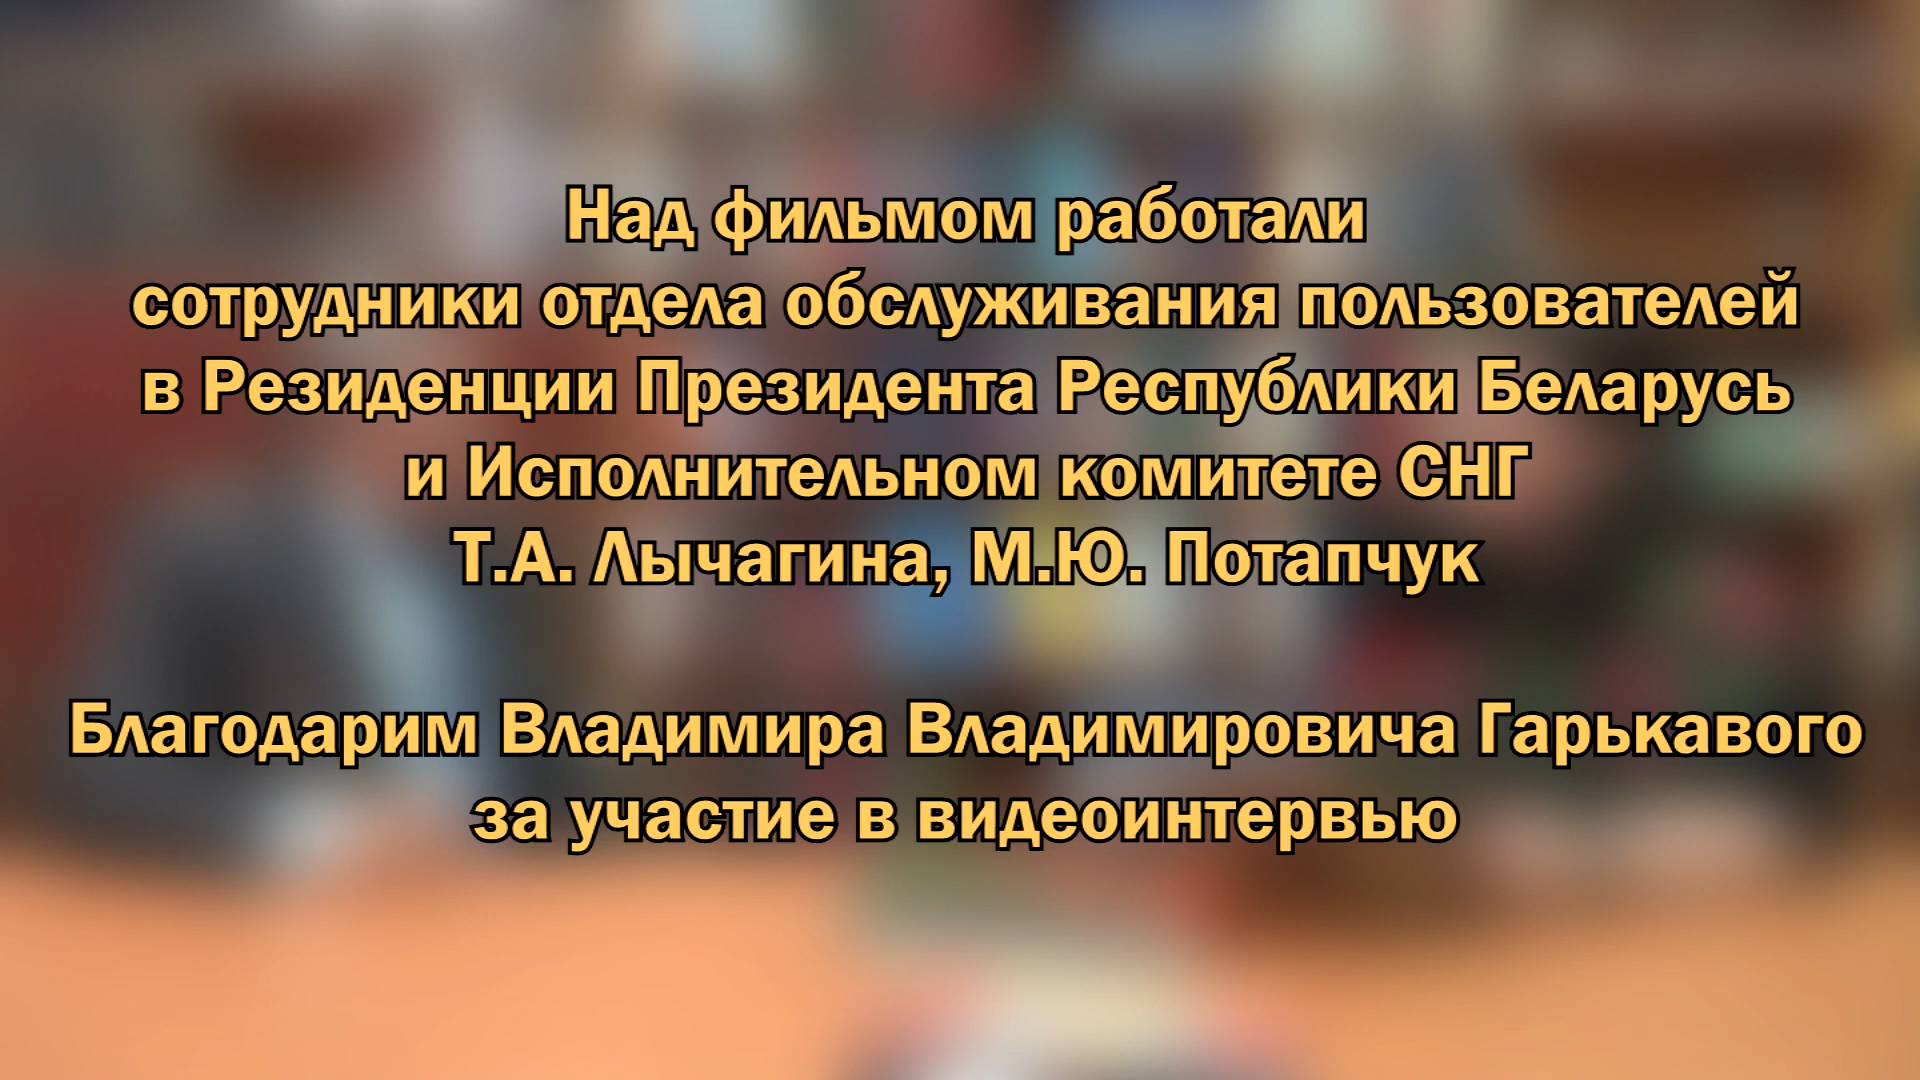 Над фильмом работали
сотрудники отдела обслуживания пользователей
в Резиденции Президента Республики Беларусь
и Исполнительном комитете СНГ
Т.А. Лычагина, М.Ю. Потапчук
Благодарим Владимира Владимировича Гарькавого
за участие в видеоинтервью